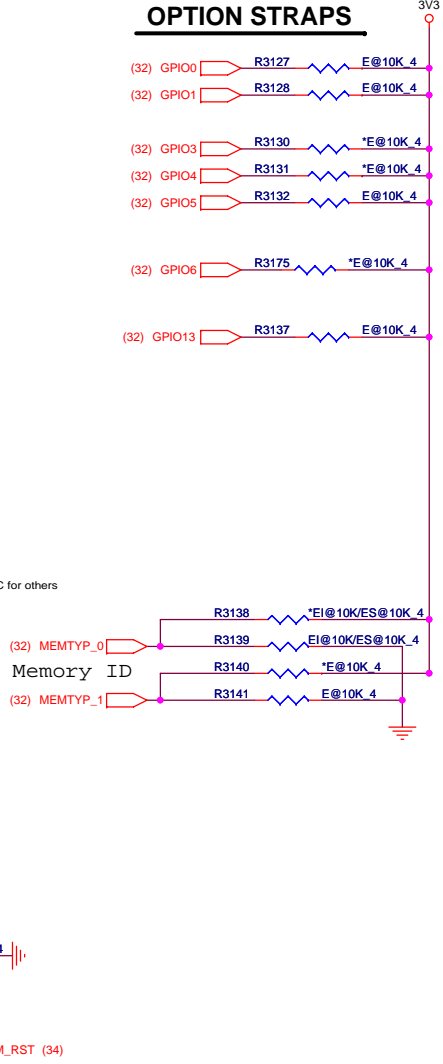 3V3
OPTION STRAPS
(32) GPIO0 R3127 E@10K_4
(32) GPIO1 R3128 E@10K_4
(32) GPIO3 R3130 *E@10K_4
(32) GPIO4 R3131 *E@10K_4
(32) GPIO5 R3132 E@10K_4
(32) GPIO6 R3175 *E@10K_4
(32) GPIO13 R3137 E@10K_4
C for others
R3138 *EI@10K/ES@10K_4
(32) MEMTYP_0 R3139 EI@10K/ES@10K_4
Memory ID R3140 *E@10K_4
(32) MEMTYP_1 R3141 E@10K_4
4
M_RST (34)